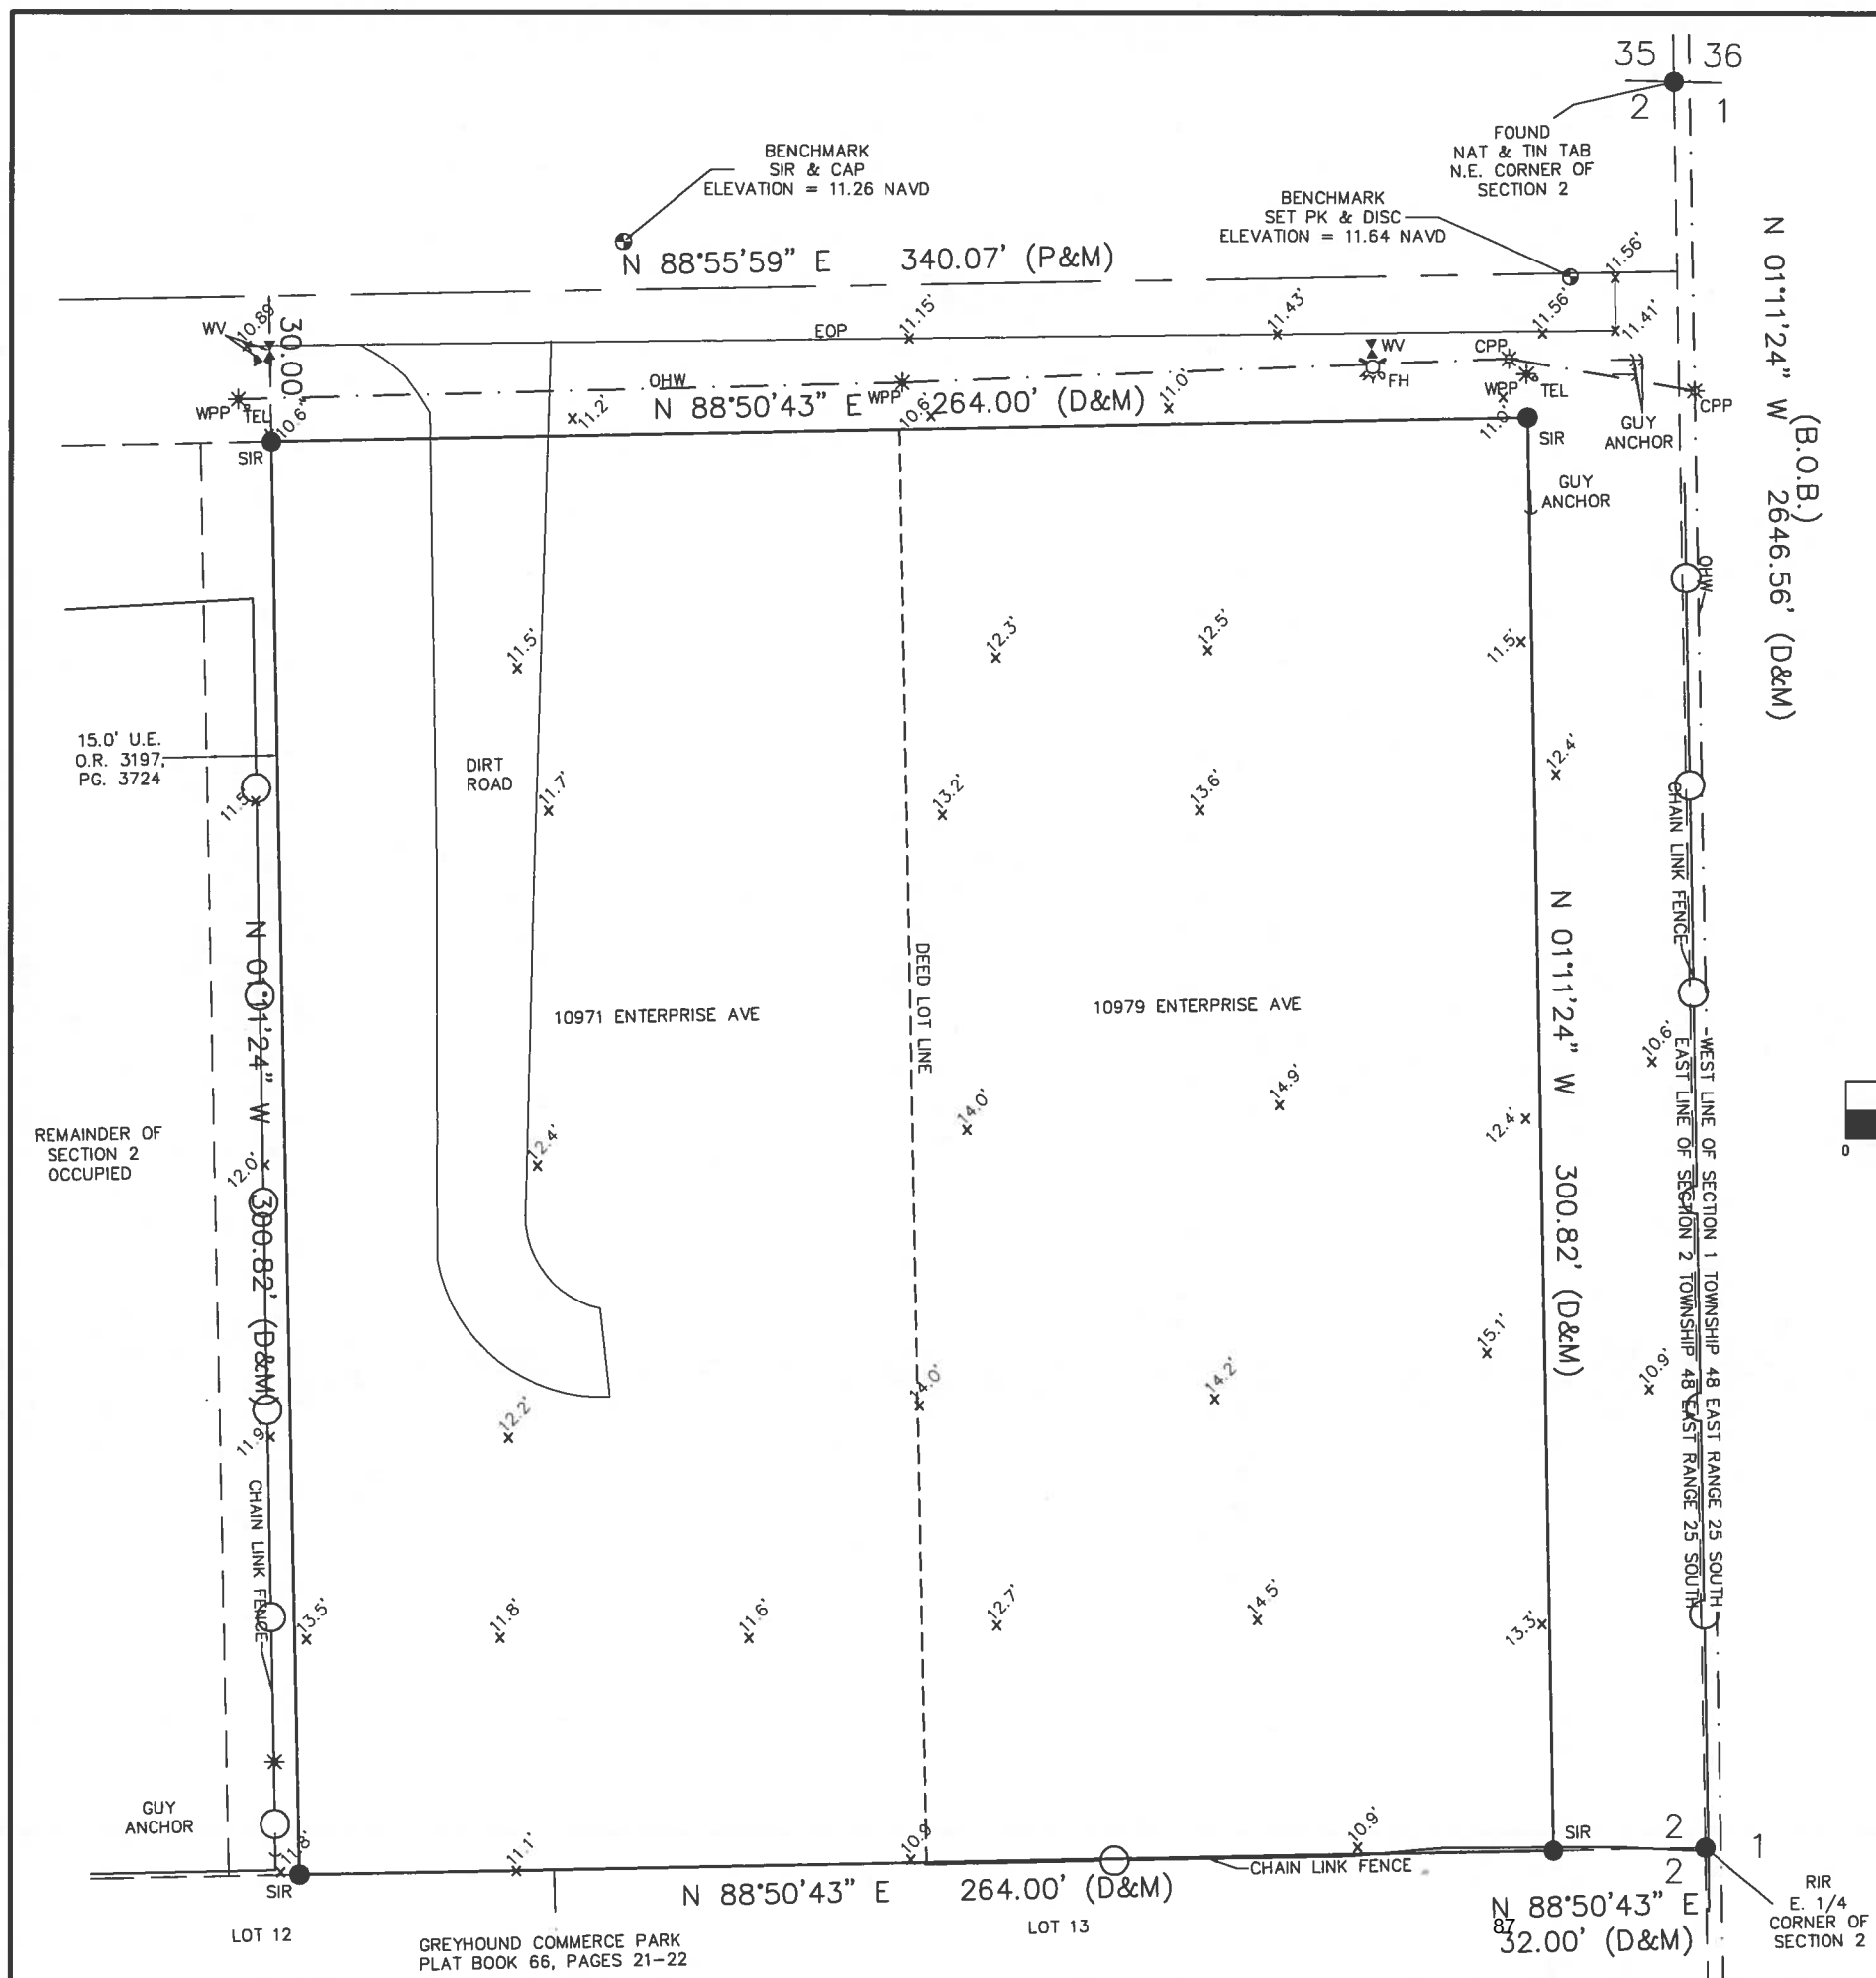 35 36
2 1
FOUND
NAT & TIN TAB
N.E. CORNER OF
SECTION 2
BENCHMARK
SIR & CAP
ELEVATION = 11.26 NAVD
BENCHMARK
SET PK & DISC
ELEVATION = 11.64 NAVD
N 88°55'59" E 340.07' (P&M)
11.56'
N 01°11'24" W 2646.56' (D&M)
(B.O.B.)
WV
10.89
30.00'
EOP
11.15'
11.43'
11.56'
11.41'
WV
FH
CPP
WPP
TEL
GUY
ANCHOR
CPP
OHW
WPP
TEL
10.6'
SIR
11.2'
N 88°50'43" E 264.00' (D&M)
WPP
10.6'
11.0'
11.0
SIR
GUY
ANCHOR
OHW
11.5'
12.3'
12.5'
11.5'
15.0' U.E.
O.R. 3197,
PG. 3724
DIRT
ROAD
11.5
11.7'
13.2'
13.6'
12.4'
CHAIN LINK FENCE
N 01°11'24" W 300.82' (D&M)
DEED LOT LINE
N 01°11'24" W 300.82' (D&M)
10971 ENTERPRISE AVE
10979 ENTERPRISE AVE
10.6'
WEST LINE OF SECTION 1 TOWNSHIP 48 EAST RANGE 25 SOUTH
EAST LINE OF SECTION 2 TOWNSHIP 48 EAST RANGE 25 SOUTH
0
REMAINDER OF
SECTION 2
OCCUPIED
12.0'
12.4'
14.0'
14.9'
12.4'
15.1'
10.9'
11.9'
12.2'
14.0'
14.2'
CHAIN LINK FENCE
13.5'
11.8'
11.6'
12.7'
14.5'
13.3'
GUY
ANCHOR
11.8'
11.1'
10.9'
10.9'
SIR
SIR
CHAIN LINK FENCE
2 1
2
N 88°50'43" E 264.00' (D&M)
N 88°50'43" E
87
32.00' (D&M)
RIR
E. 1/4
CORNER OF
SECTION 2
LOT 12
LOT 13
GREYHOUND COMMERCE PARK
PLAT BOOK 66, PAGES 21-22